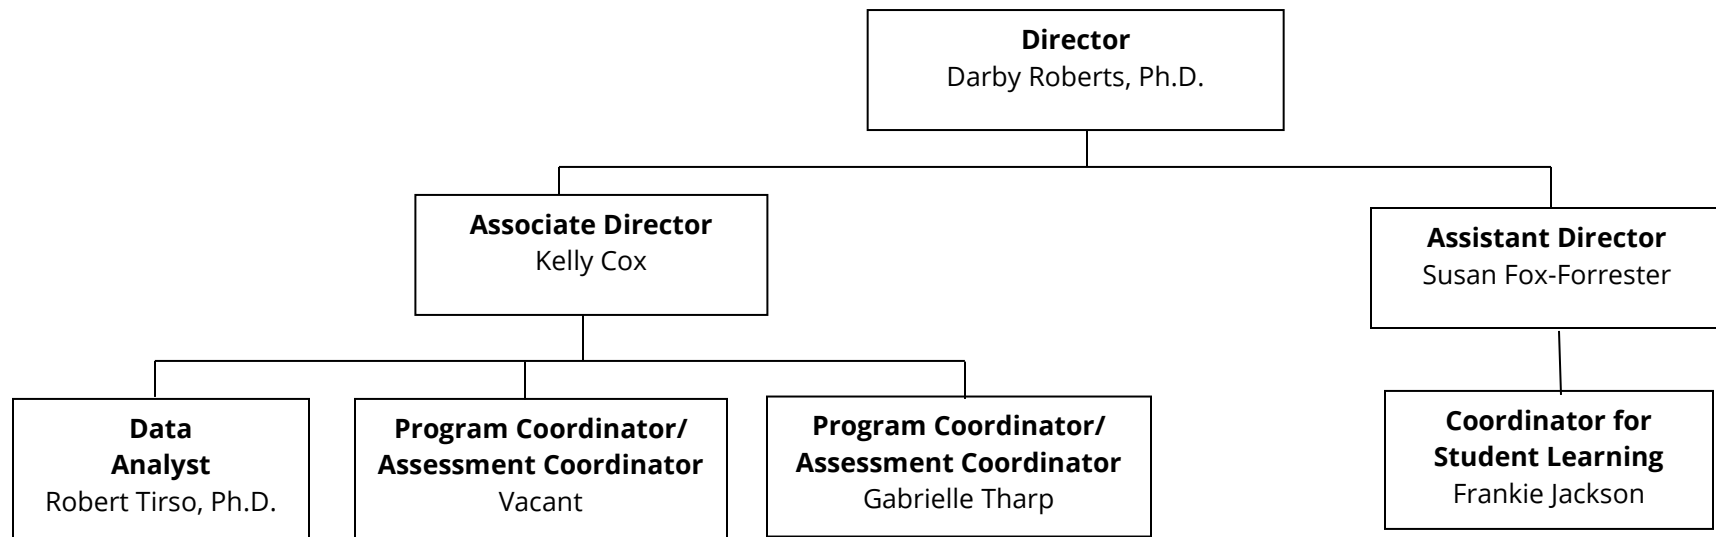 Director
Darby Roberts, Ph.D.
Associate Director
Kelly Cox
Assistant Director
Susan Fox-Forrester
Data
Analyst
Robert Tirso, Ph.D.
Program Coordinator/
Assessment Coordinator
Vacant
Program Coordinator/
Assessment Coordinator
Gabrielle Tharp
Coordinator for
Student Learning
Frankie Jackson